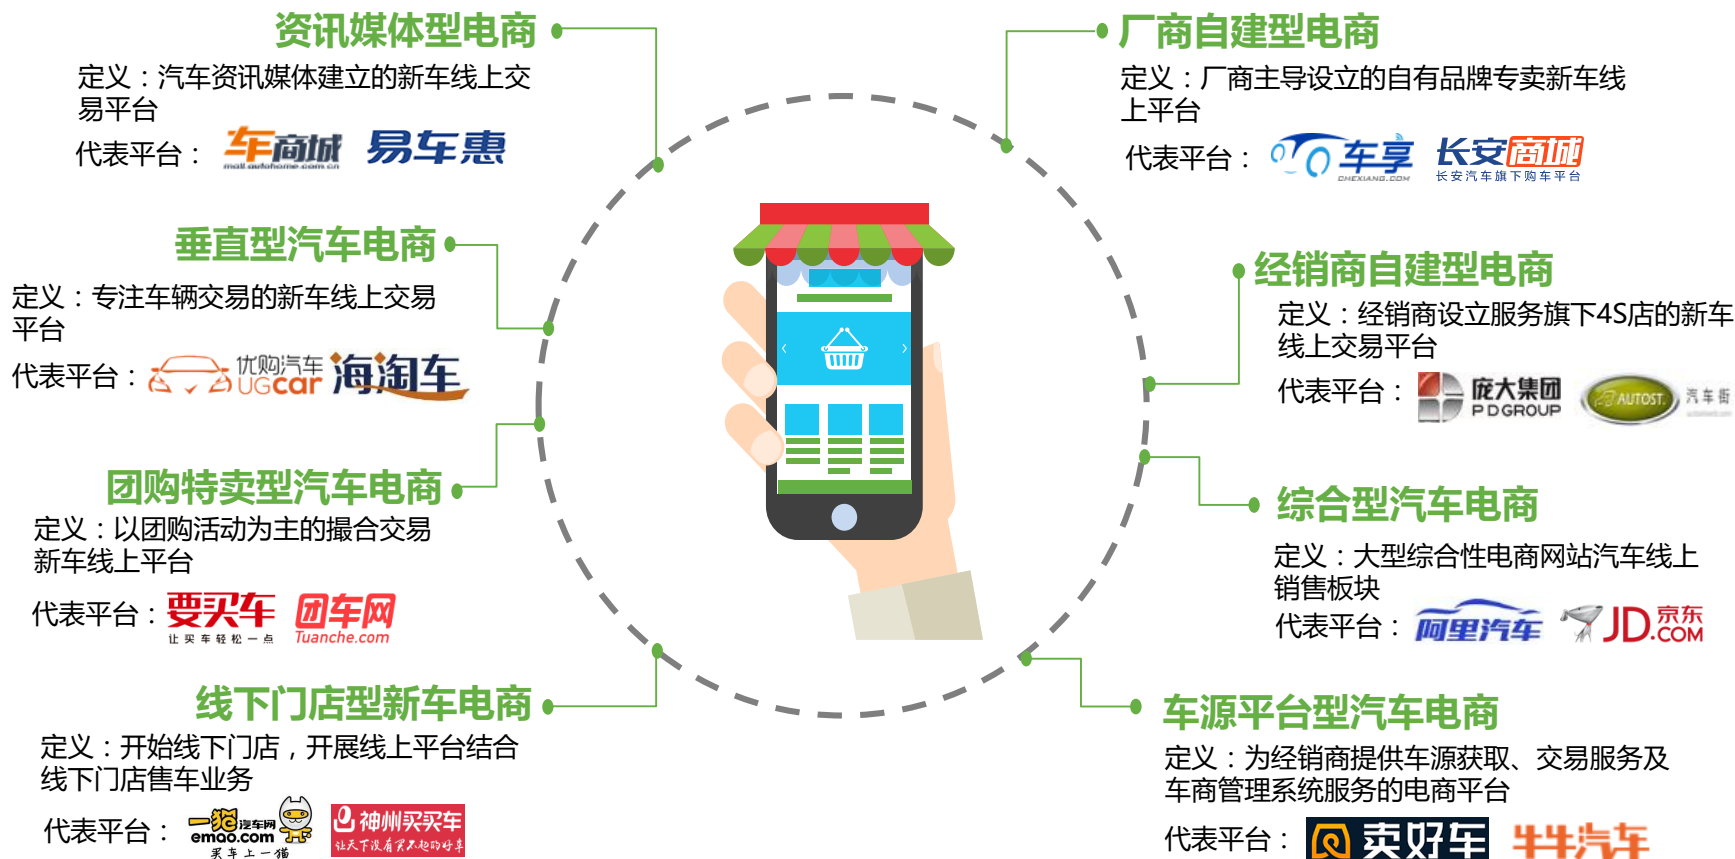 资讯媒体型电商
定义：汽车资讯媒体建立的新车线上交
易平台
代表平台：
车商城
mall.autohome.com.cn
易车惠
垂直型汽车电商
定义：专注车辆交易的新车线上交易
平台
代表平台：
优购汽车
UGcar
海淘车
团购特卖型汽车电商
定义：以团购活动为主的撮合交易
新车线上平台
代表平台：
要买车
让买车轻松一点
团车网
Tuanche.com
线下门店型新车电商
定义：开始线下门店，开展线上平台结合
线下门店售车业务
代表平台：
一猫汽车网
emao.com
买车上一猫
神州买买车
让天下没有买不起的好车
厂商自建型电商
定义：厂商主导设立的自有品牌专卖新车线
上平台
代表平台：
车享
CHEXIANG.COM
长安商城
长安汽车旗下购车平台
经销商自建型电商
定义：经销商设立服务旗下4S店的新车
线上交易平台
代表平台：
庞大集团
PDGROUP
AUTOST.
汽车街
综合型汽车电商
定义：大型综合性电商网站汽车线上
销售板块
代表平台：
阿里汽车
JD.COM
京东
车源平台型汽车电商
定义：为经销商提供车源获取、交易服务及
车商管理系统服务的电商平台
代表平台：
卖好车
牛牛汽车